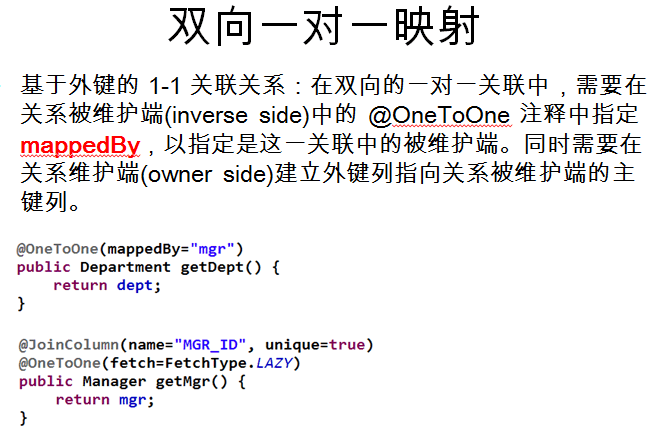 双向一对一映射
基于外键的 1-1 关联关系：在双向的一对一关联中，需要在
关系被维护端(inverse side)中的 @OneToOne 注释中指定
mappedBy，以指定是这一关联中的被维护端。同时需要在
关系维护端(owner side)建立外键列指向关系被维护端的主
键列。
@OneToOne(mappedBy="mgr")
public Department getDept() {
    return dept;
}
@JoinColumn(name="MGR_ID", unique=true)
@OneToOne(fetch=FetchType.LAZY)
public Manager getMgr() {
    return mgr;
}